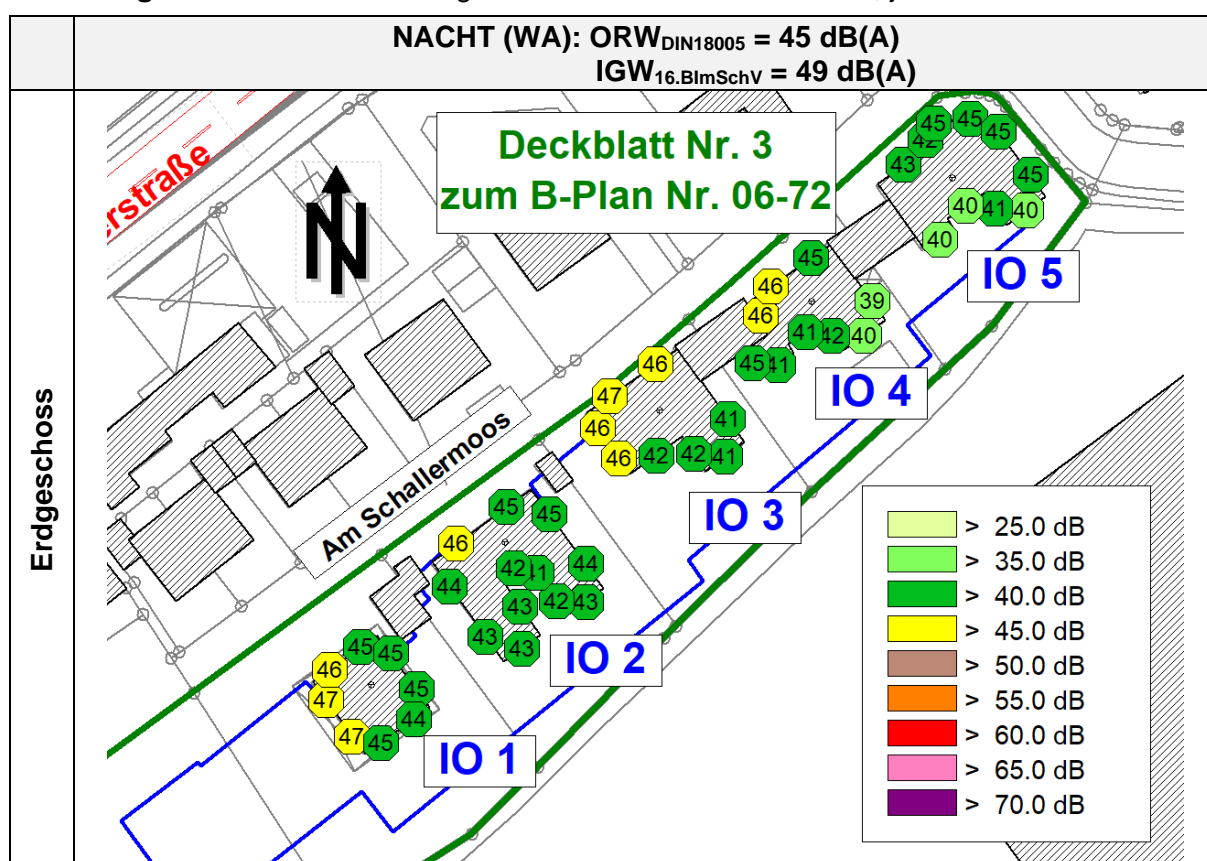 NACHT (WA): ORW_DIN18005 = 45 dB(A)
IGW_16.BImSchV = 49 dB(A)
Erdgeschoss
erstraße
Deckblatt Nr. 3
zum B-Plan Nr. 06-72
N
Am Schallermoos
45
45
45
42
43
45
40
41
40
40
IO 5
45
46
46
39
40
42
41
41
45
IO 4
46
47
46
46
42
42
41
41
IO 3
45
45
46
44
44
42
41
43
42
43
43
43
IO 2
45
45
46
47
47
45
44
45
IO 1
> 25.0 dB
> 35.0 dB
> 40.0 dB
> 45.0 dB
> 50.0 dB
> 55.0 dB
> 60.0 dB
> 65.0 dB
> 70.0 dB